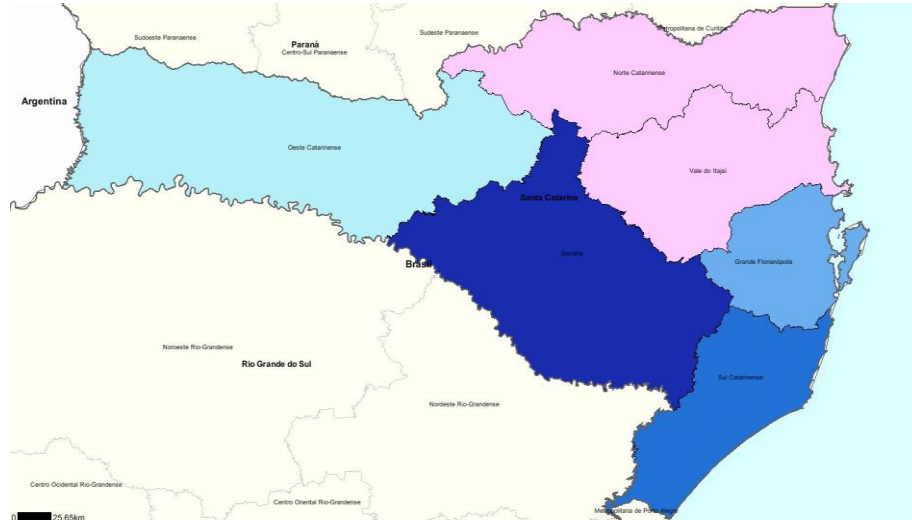 Sudoeste Paranaense
Sudeste Paranaense
Metropolitana de Curitiba
Paraná
Centro-Sul Paranaense
Norte Catarinense
Argentina
Oeste Catarinense
Vale do Itajaí
Santa Catarina
Serrana
Grande Florianópolis
Brasil
Noroeste Rio-Grandense
Rio Grande do Sul
Sul Catarinense
Nordeste Rio-Grandense
Centro Ocidental Rio-Grandense
Centro Oriental Rio-Grandense
Metropolitana de Porto Alegre
0 25.65km